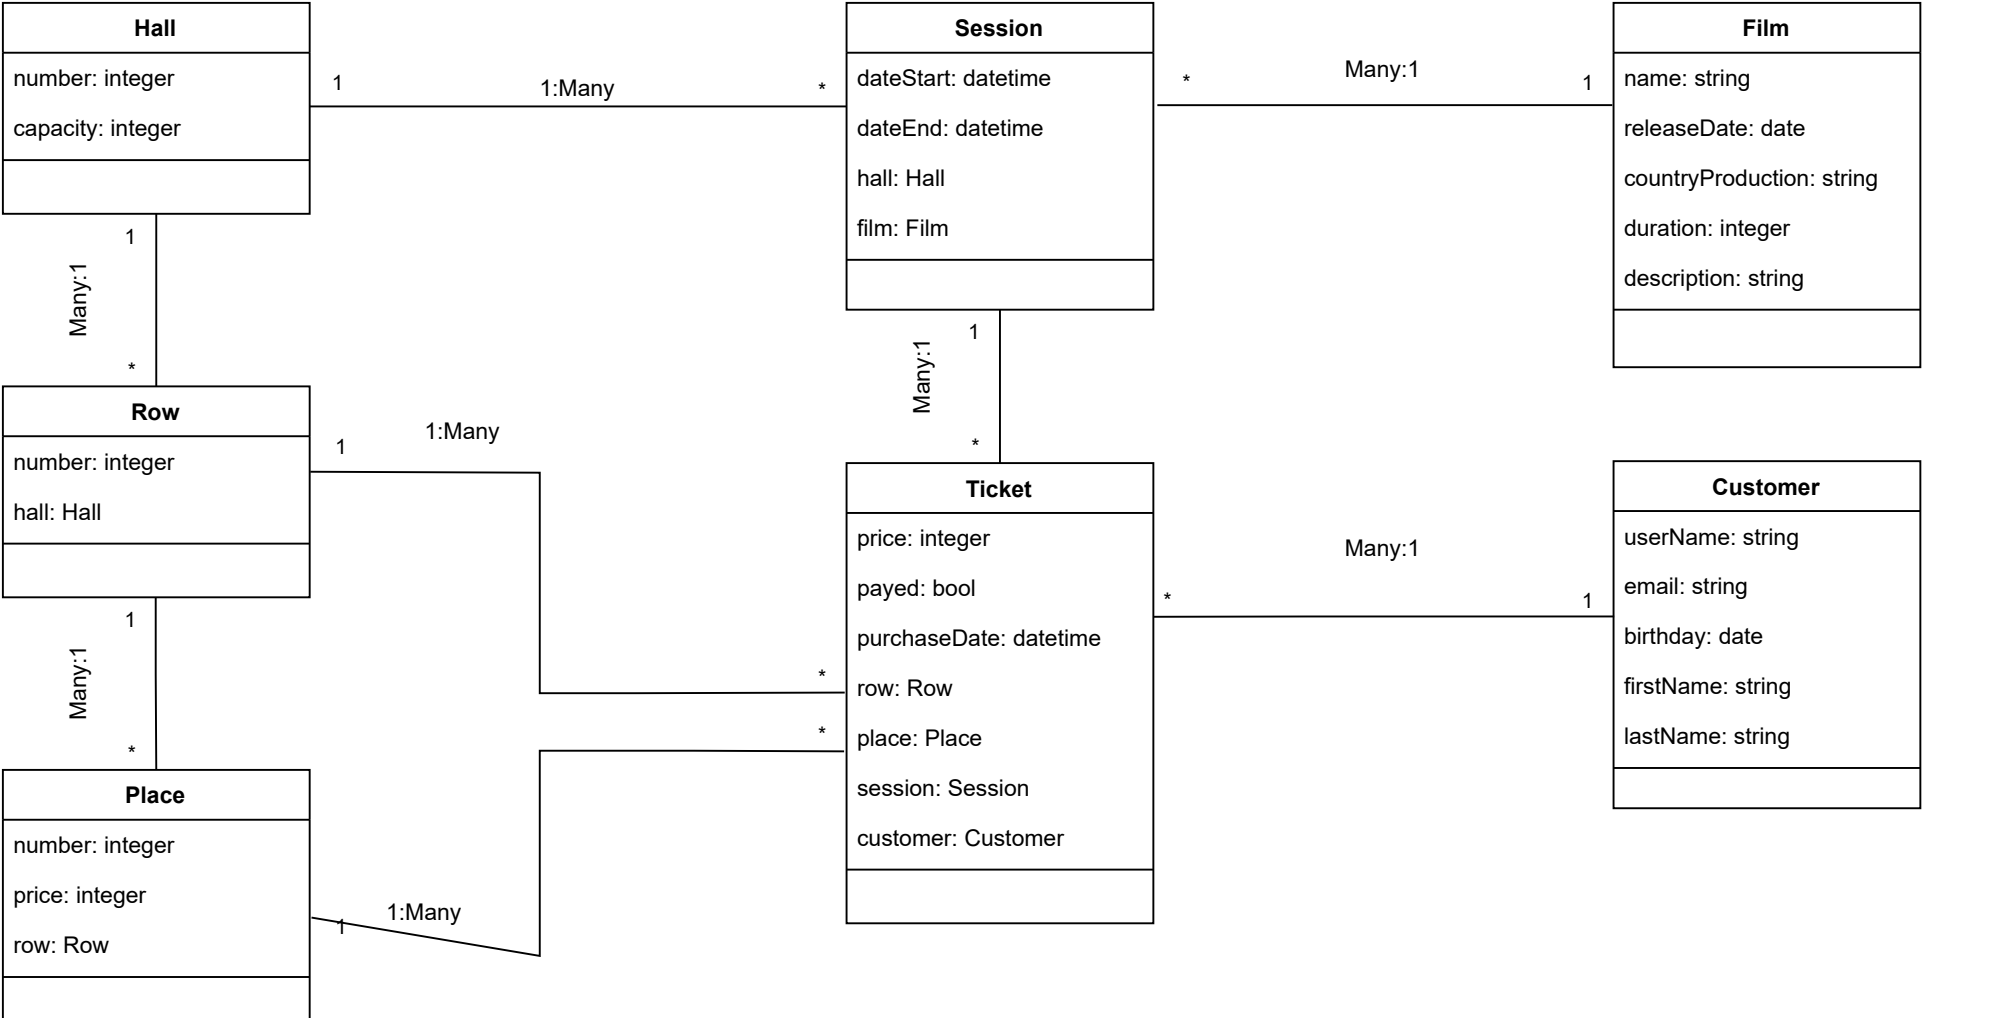 Hall
number: integer
capacity: integer
1
1:Many
*
Session
dateStart: datetime
dateEnd: datetime
hall: Hall
film: Film
*
Many:1
1
Film
name: string
releaseDate: date
countryProduction: string
duration: integer
description: string
1
Many:1
*
Row
number: integer
hall: Hall
1
1:Many
*
1
Many:1
*
Ticket
price: integer
payed: bool
purchaseDate: datetime
row: Row
place: Place
session: Session
customer: Customer
*
Many:1
1
Customer
userName: string
email: string
birthday: date
firstName: string
lastName: string
1
Many:1
*
Place
number: integer
price: integer
row: Row
1
1:Many
*